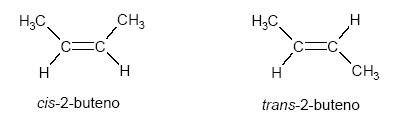 H₃C CH₃ H₃C H
C=C C=C
H H H CH₃
cis-2-buteno trans-2-buteno